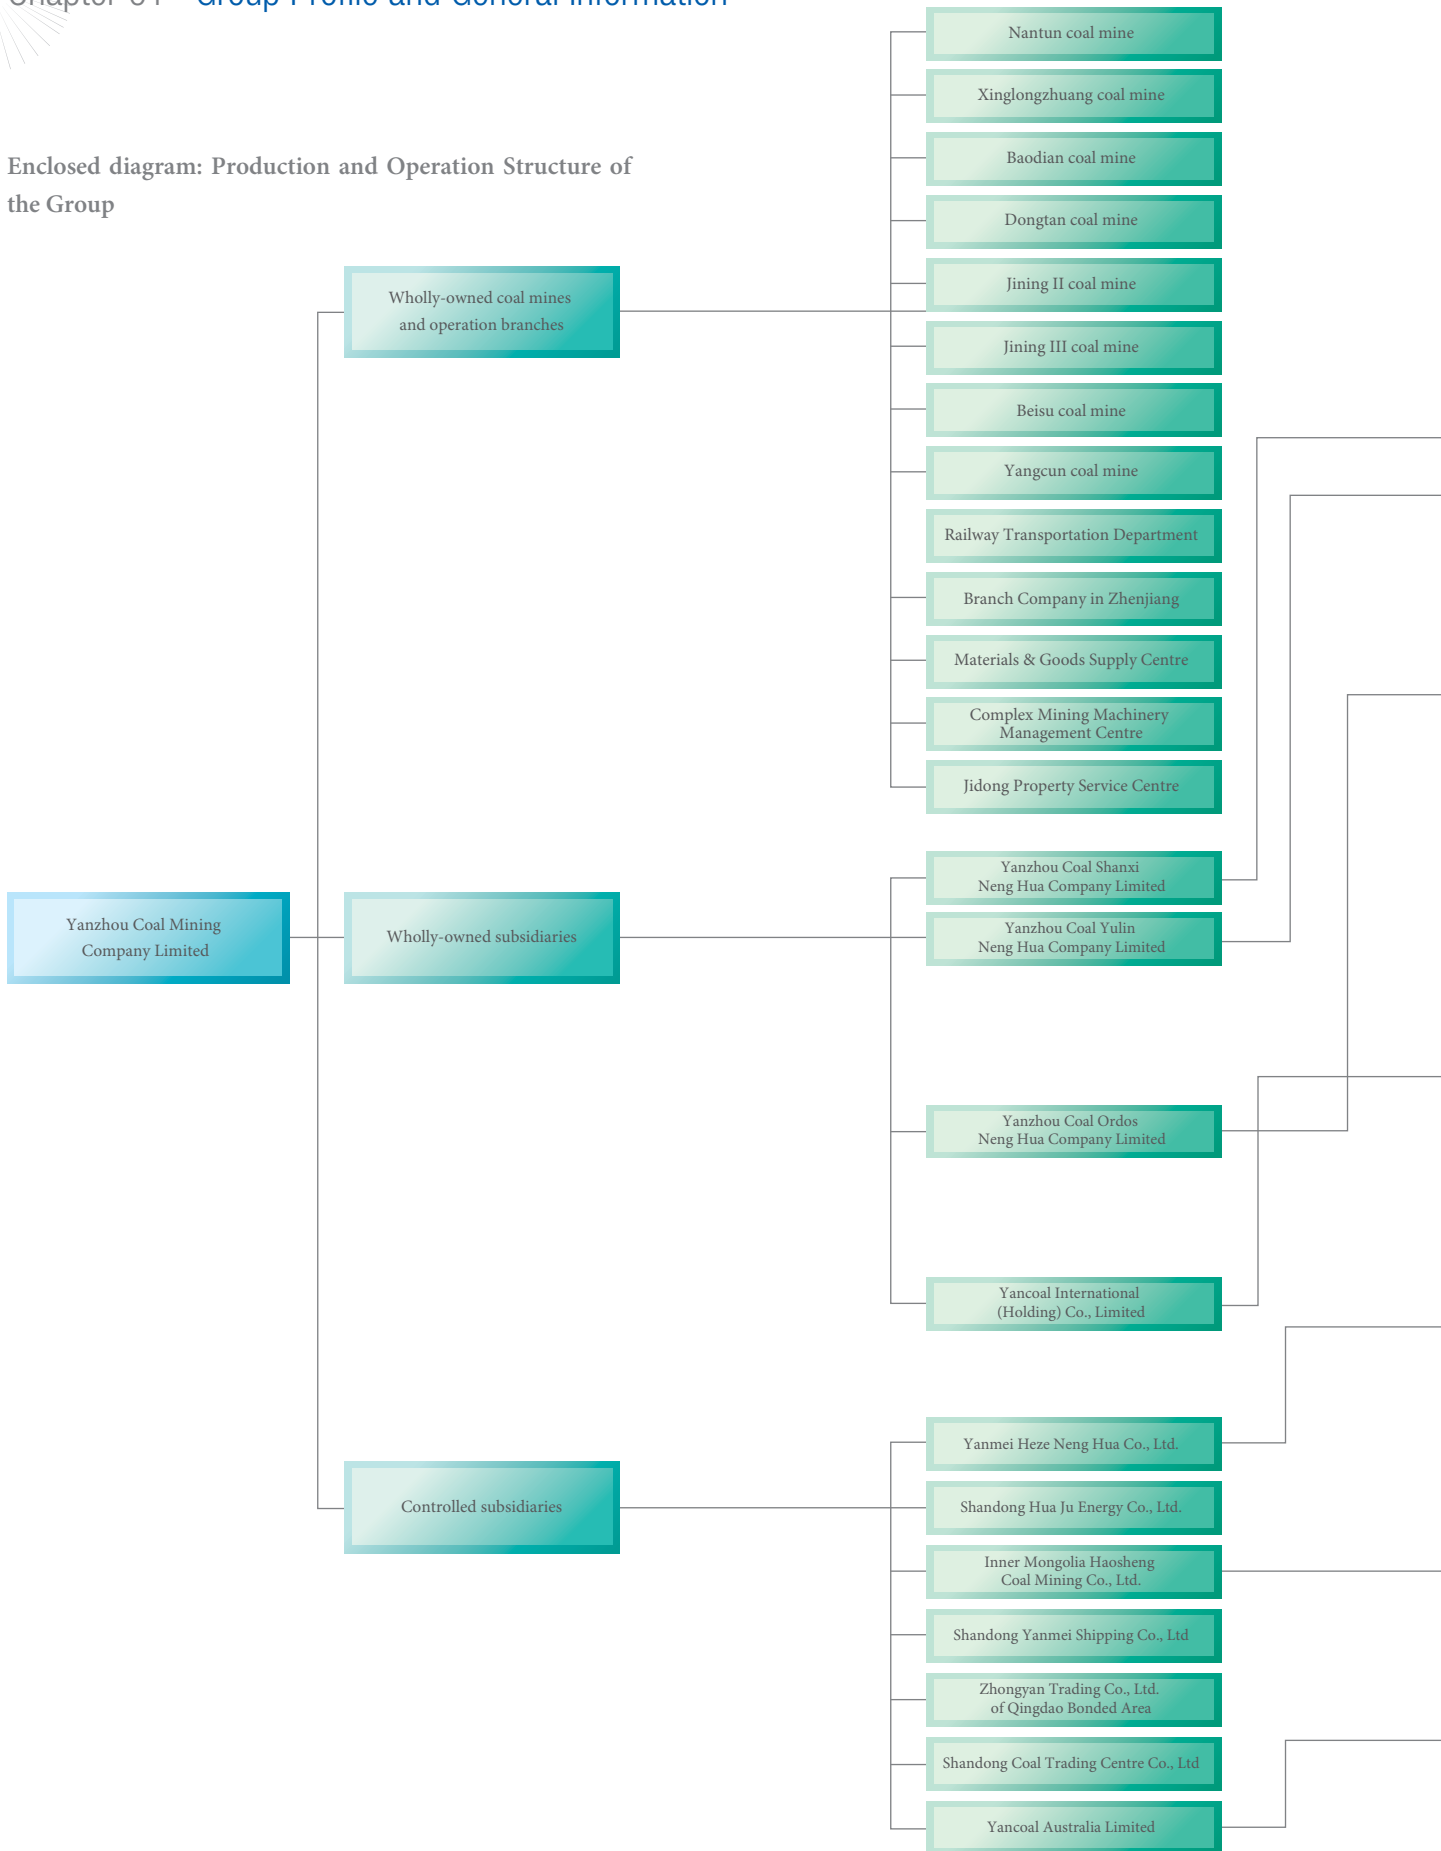 Chapter 01 Group Profile and General Information
Enclosed diagram: Production and Operation Structure of
the Group
Yanzhou Coal Mining
Company Limited
Wholly-owned coal mines
and operation branches
Nantun coal mine
Xinglongzhuang coal mine
Baodian coal mine
Dongtan coal mine
Jining II coal mine
Jining III coal mine
Beisu coal mine
Yangcun coal mine
Railway Transportation Department
Branch Company in Zhenjiang
Materials & Goods Supply Centre
Complex Mining Machinery
Management Centre
Jidong Property Service Centre
Wholly-owned subsidiaries
Yanzhou Coal Shanxi
Neng Hua Company Limited
Yanzhou Coal Yulin
Neng Hua Company Limited
Yanzhou Coal Ordos
Neng Hua Company Limited
Yancoal International
(Holding) Co., Limited
Controlled subsidiaries
Yanmei Heze Neng Hua Co., Ltd.
Shandong Hua Ju Energy Co., Ltd.
Inner Mongolia Haosheng
Coal Mining Co., Ltd.
Shandong Yanmei Shipping Co., Ltd
Zhongyan Trading Co., Ltd.
of Qingdao Bonded Area
Shandong Coal Trading Centre Co., Ltd
Yancoal Australia Limited